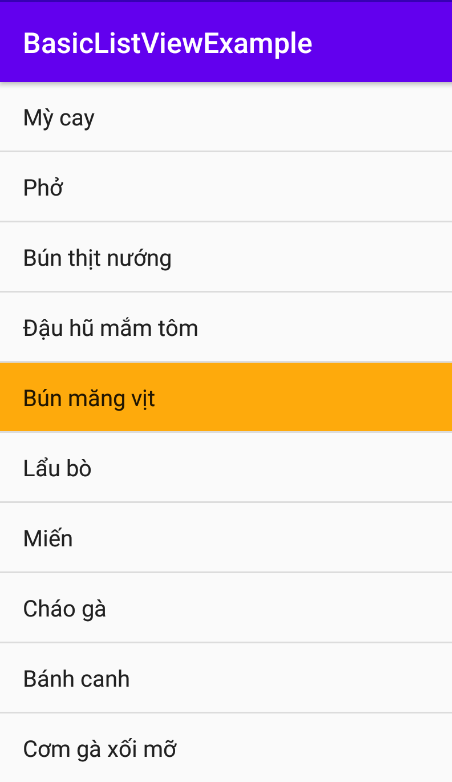 BasicListViewExample
Mỳ cay
Phở
Bún thịt nướng
Đậu hũ mắm tôm
Bún măng vịt
Lẩu bò
Miến
Cháo gà
Bánh canh
Cơm gà xối mỡ